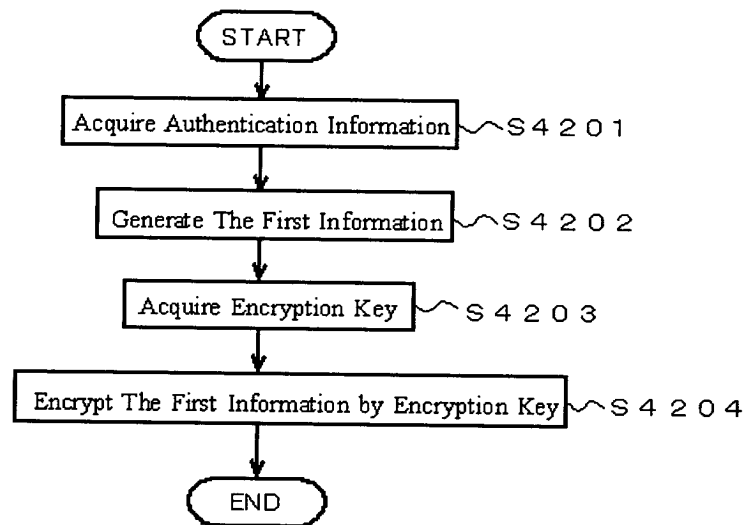 START
Acquire Authentication Information S4201
Generate The First Information S4202
Acquire Encryption Key S4203
Encrypt The First Information by Encryption Key S4204
END